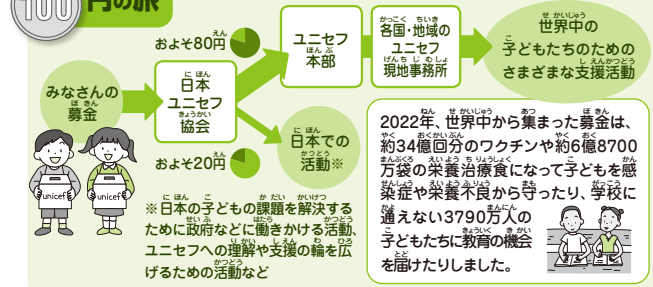 100 円の旅
およそ80円
ユニセフ
本部
各国・地域の
ユニセフ
現地事務所
世界中の
子どもたちのための
さまざまな支援活動
みなさんの
募金
日本
ユニセフ
協会
およそ20円
日本での
活動※
unicef
unicef
※日本の子どもの課題を解決する
ために政府などに働きかける活動、
ユニセフへの理解や支援の輪を広
げるための活動など
2022年、世界中から集まった募金は、
約34億回分のワクチンや約6億8700
万袋の栄養治療食になって子どもを感
染症や栄養不良から守ったり、学校に
通えない3790万人の
子どもたちに教育の機会
を届けたりしました。